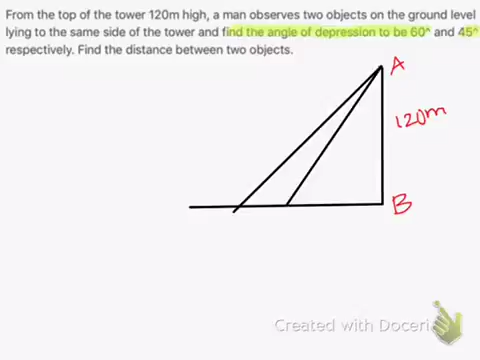 From the top of the tower 120m high, a man observes two objects on the ground level
lying to the same side of the tower and find the angle of depression to be 60^ and 45^
respectively. Find the distance between two objects.
A
120m
B
Created with Doceri